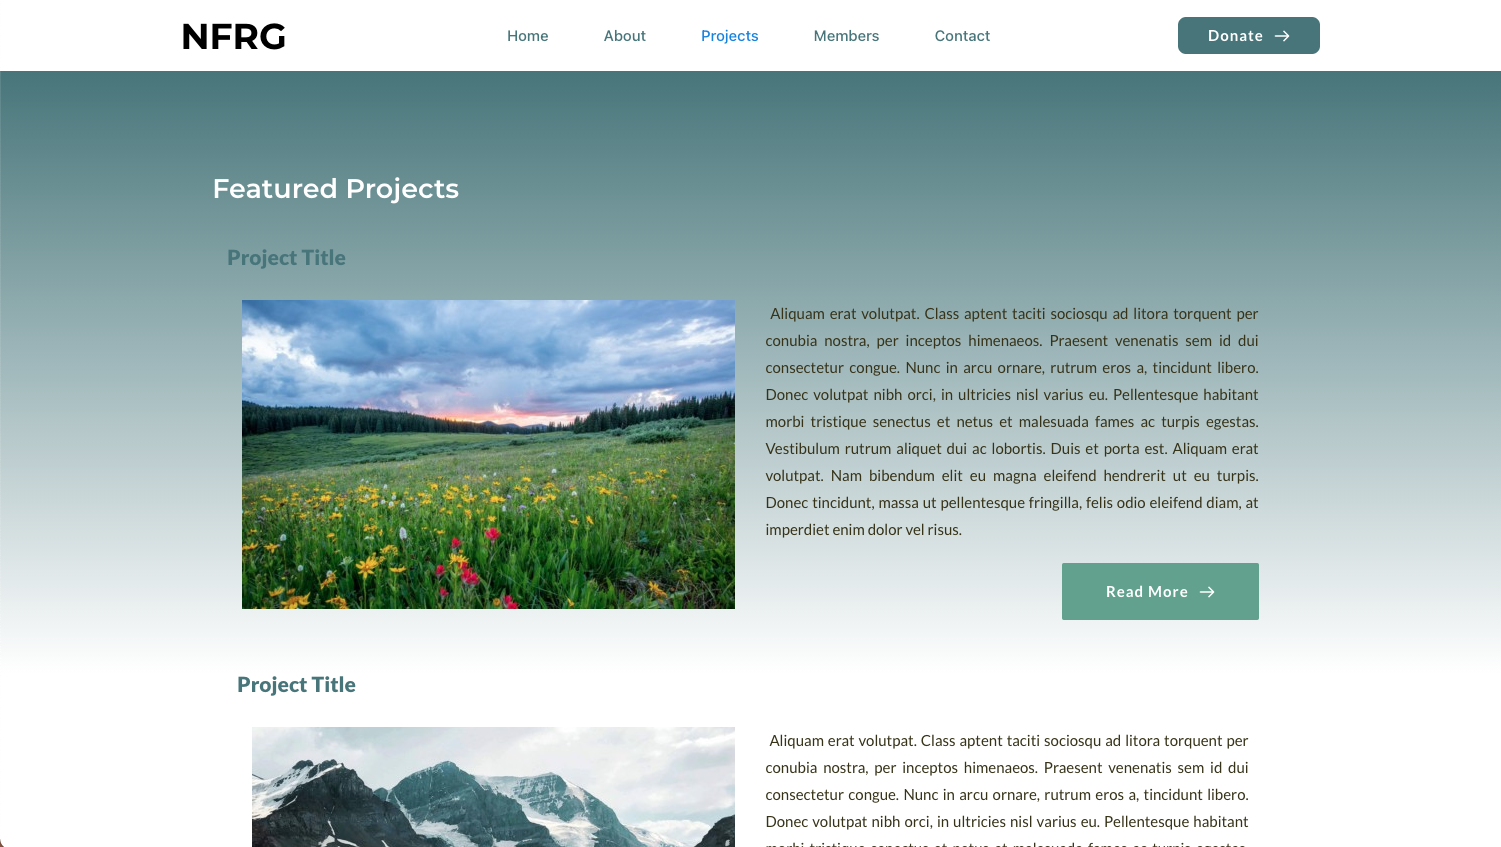 NFRG
Home
About
Projects
Members
Contact
Donate →
Featured Projects
Project Title
Aliquam erat volutpat. Class aptent taciti sociosqu ad litora torquent per
conubia nostra, per inceptos himenaeos. Praesent venenatis sem id dui
consectetur congue. Nunc in arcu ornare, rutrum eros a, tincidunt libero.
Donec volutpat nibh orci, in ultricies nisl varius eu. Pellentesque habitant
morbi tristique senectus et netus et malesuada fames ac turpis egestas.
Vestibulum rutrum aliquet dui ac lobortis. Duis et porta est. Aliquam erat
volutpat. Nam bibendum elit eu magna eleifend hendrerit ut eu turpis.
Donec tincidunt, massa ut pellentesque fringilla, felis odio eleifend diam, at
imperdiet enim dolor vel risus.
Read More →
Project Title
Aliquam erat volutpat. Class aptent taciti sociosqu ad litora torquent per
conubia nostra, per inceptos himenaeos. Praesent venenatis sem id dui
consectetur congue. Nunc in arcu ornare, rutrum eros a, tincidunt libero.
Donec volutpat nibh orci, in ultricies nisl varius eu. Pellentesque habitant